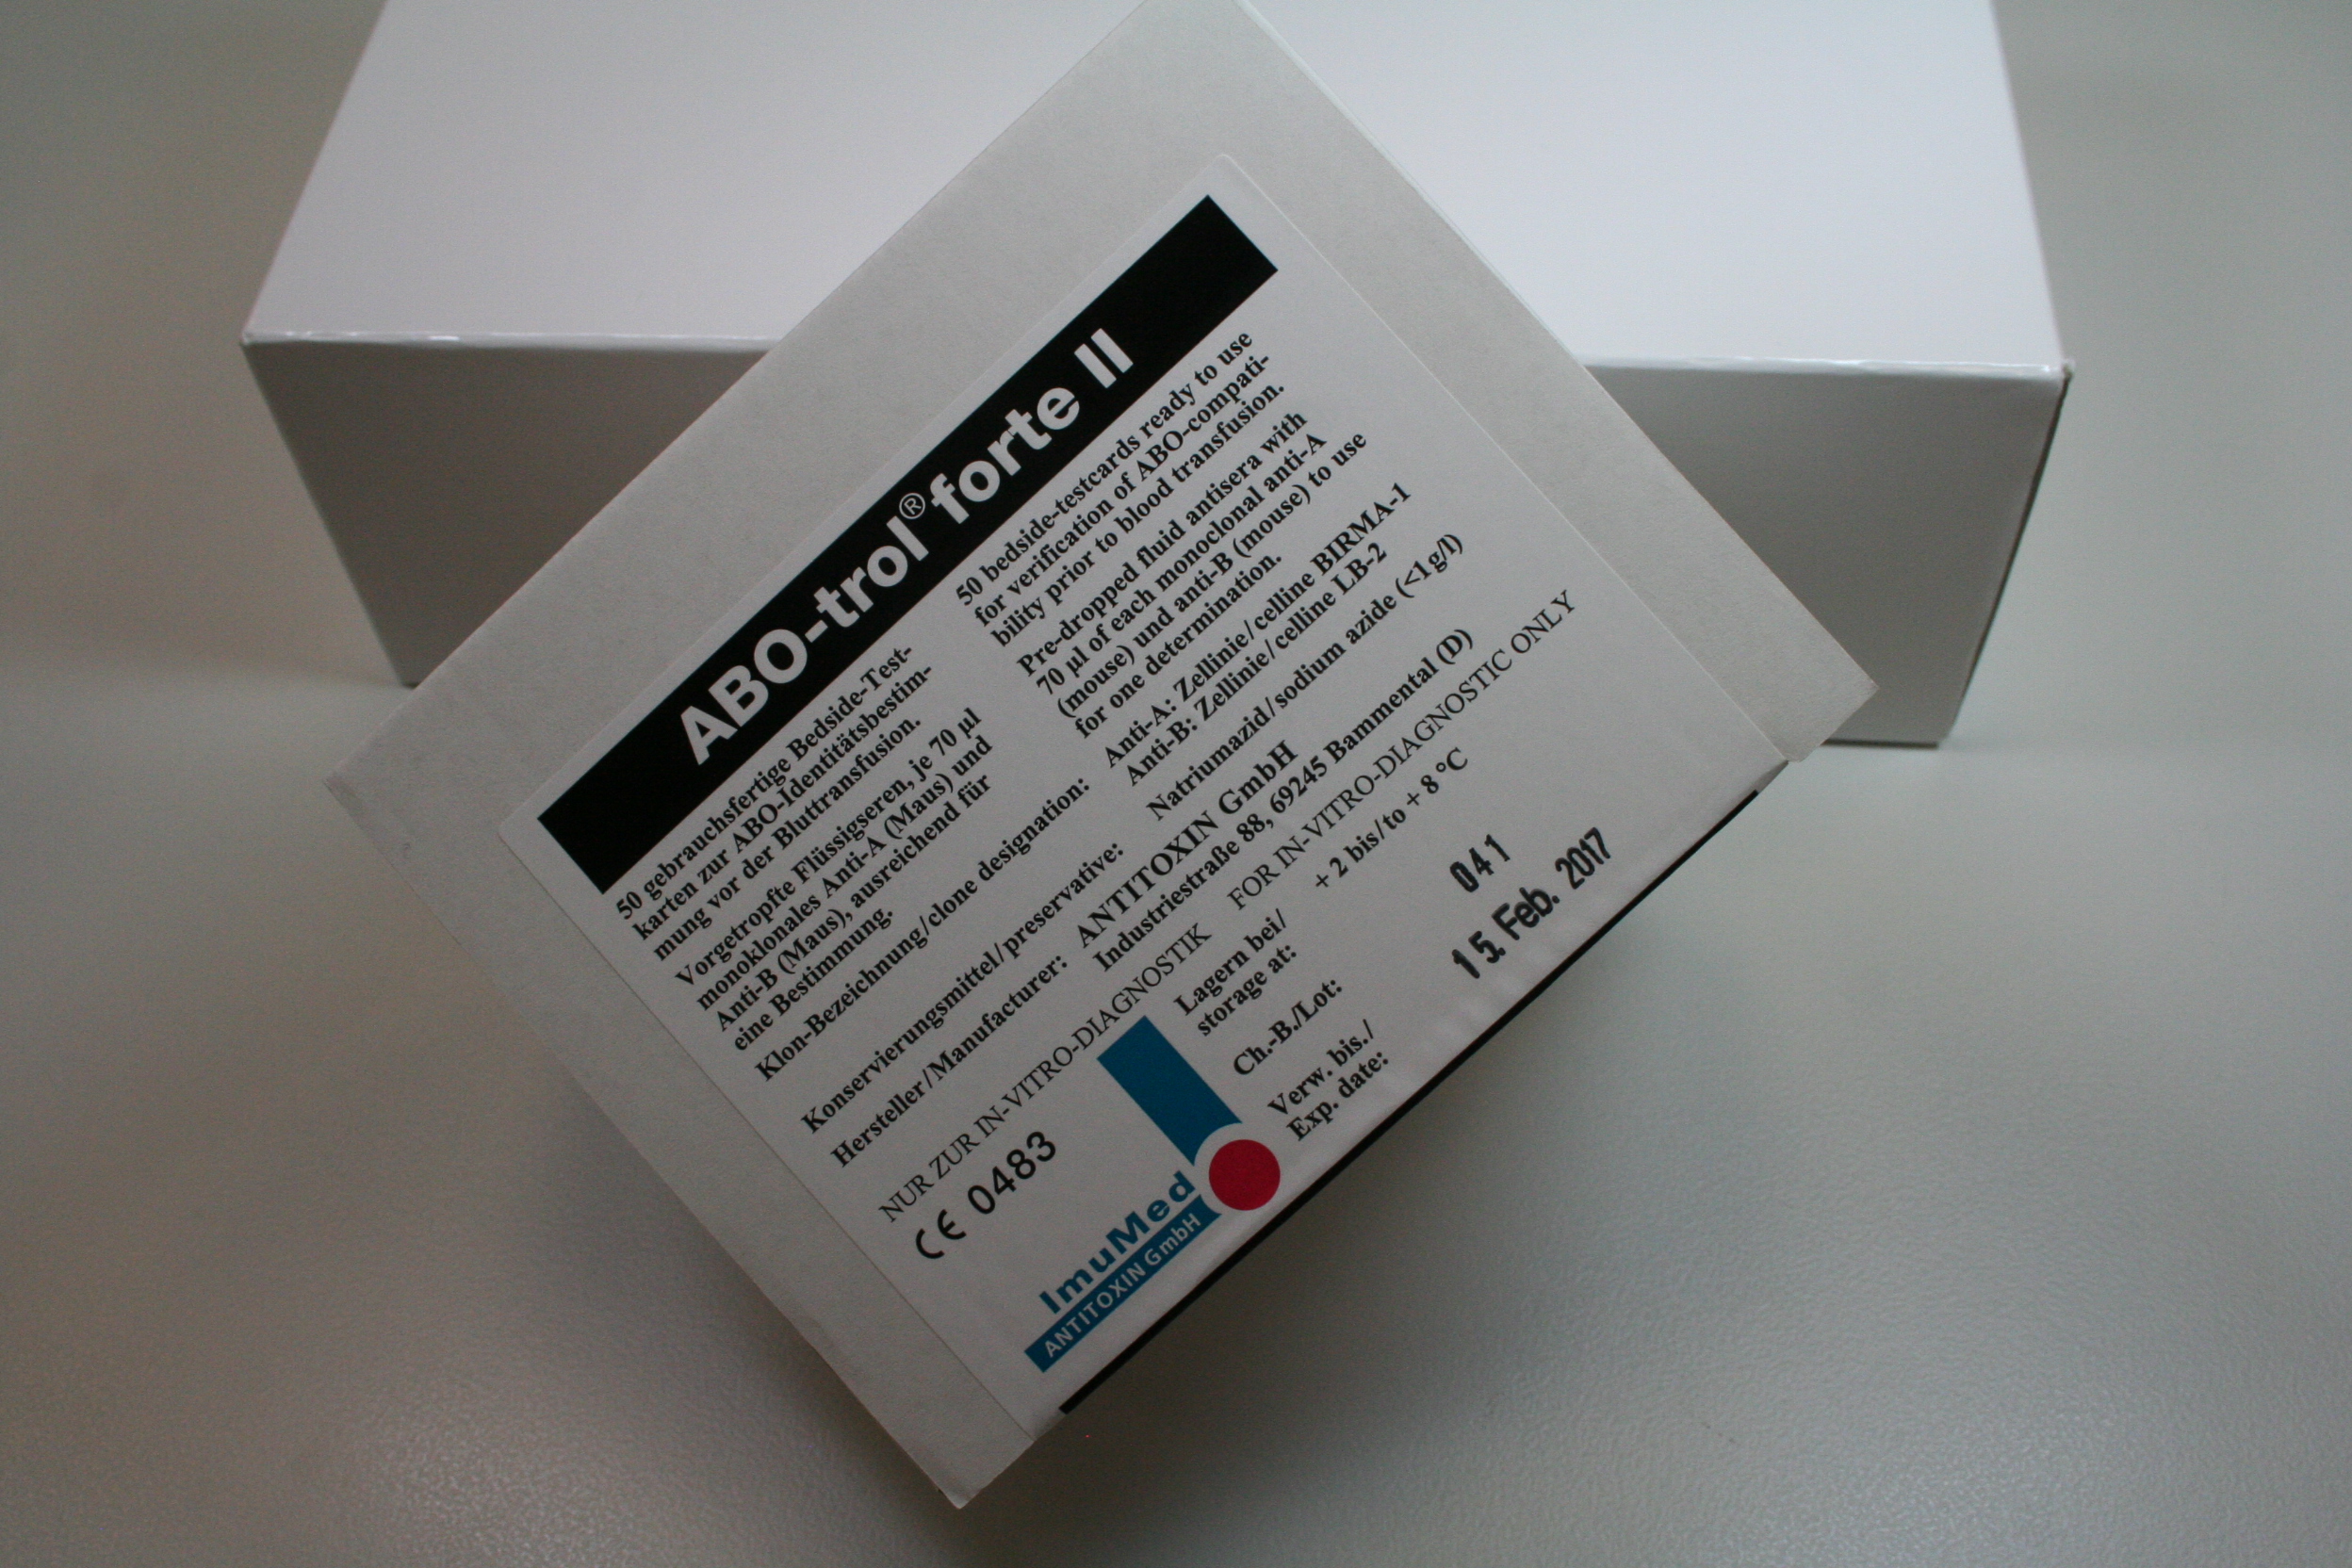 ABO-trol® forte II
50 gebrauchsfertige Bedside-Test-
karten zur ABO-Identitätsbestim-
mung vor der Bluttransfusion.
Vorgetropfte Flüssigseren, je 70 µl
monoklonales Anti-A (Maus) und
Anti-B (Maus), ausreichend für
eine Bestimmung.
50 bedside-testcards ready to use
for verification of ABO-compati-
bility prior to blood transfusion.
Pre-dropped fluid antisera with
70 µl of each monoclonal anti-A
(mouse) und anti-B (mouse) to use
for one determination.
Klon-Bezeichnung/clone designation: Anti-A: Zellinie/celline BIRMA-1
Anti-B: Zellinie/celline LB-2
Konservierungsmittel/preservative: Natriumazid/sodium azide (<1g/l)
Hersteller/Manufacturer: ANTITOXIN GmbH
Industriestraße 88, 69245 Bammental (D)
NUR ZUR IN-VITRO-DIAGNOSTIK FOR IN-VITRO-DIAGNOSTIC ONLY
CE 0483
Lagern bei/ + 2 bis/to + 8 °C
storage at:
Ch.-B./Lot: 041
Verw. bis./ 15. Feb. 2017
Exp. date:
ImuMed
ANTITOXIN GmbH